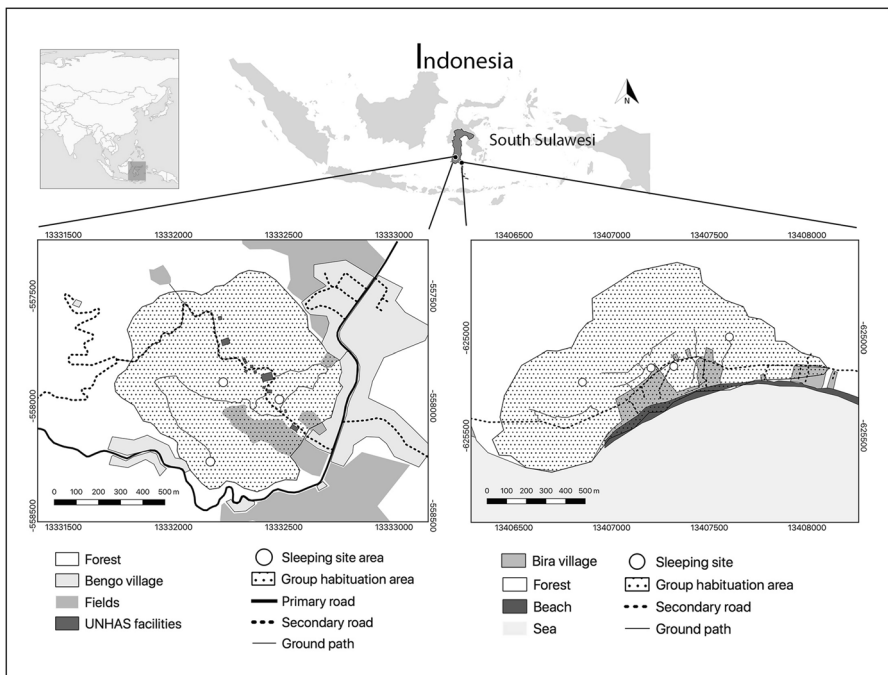 Indonesia
N
South Sulawesi
13331500 13332000 13332500 13333000
-557500 -557500
-558000 -558000
-558500 -558500
0 100 200 300 400 500 m
13331500 13332000 13332500 13333000
13406500 13407000 13407500 13408000
-625000 -625000
-625500 -625500
0 100 200 300 400 500 m
13406500 13407000 13407500 13408000
Forest
Bengo village
Fields
UNHAS facilities
Sleeping site area
Group habituation area
Primary road
Secondary road
Ground path
Bira village
Forest
Beach
Sea
Sleeping site
Group habituation area
Secondary road
Ground path